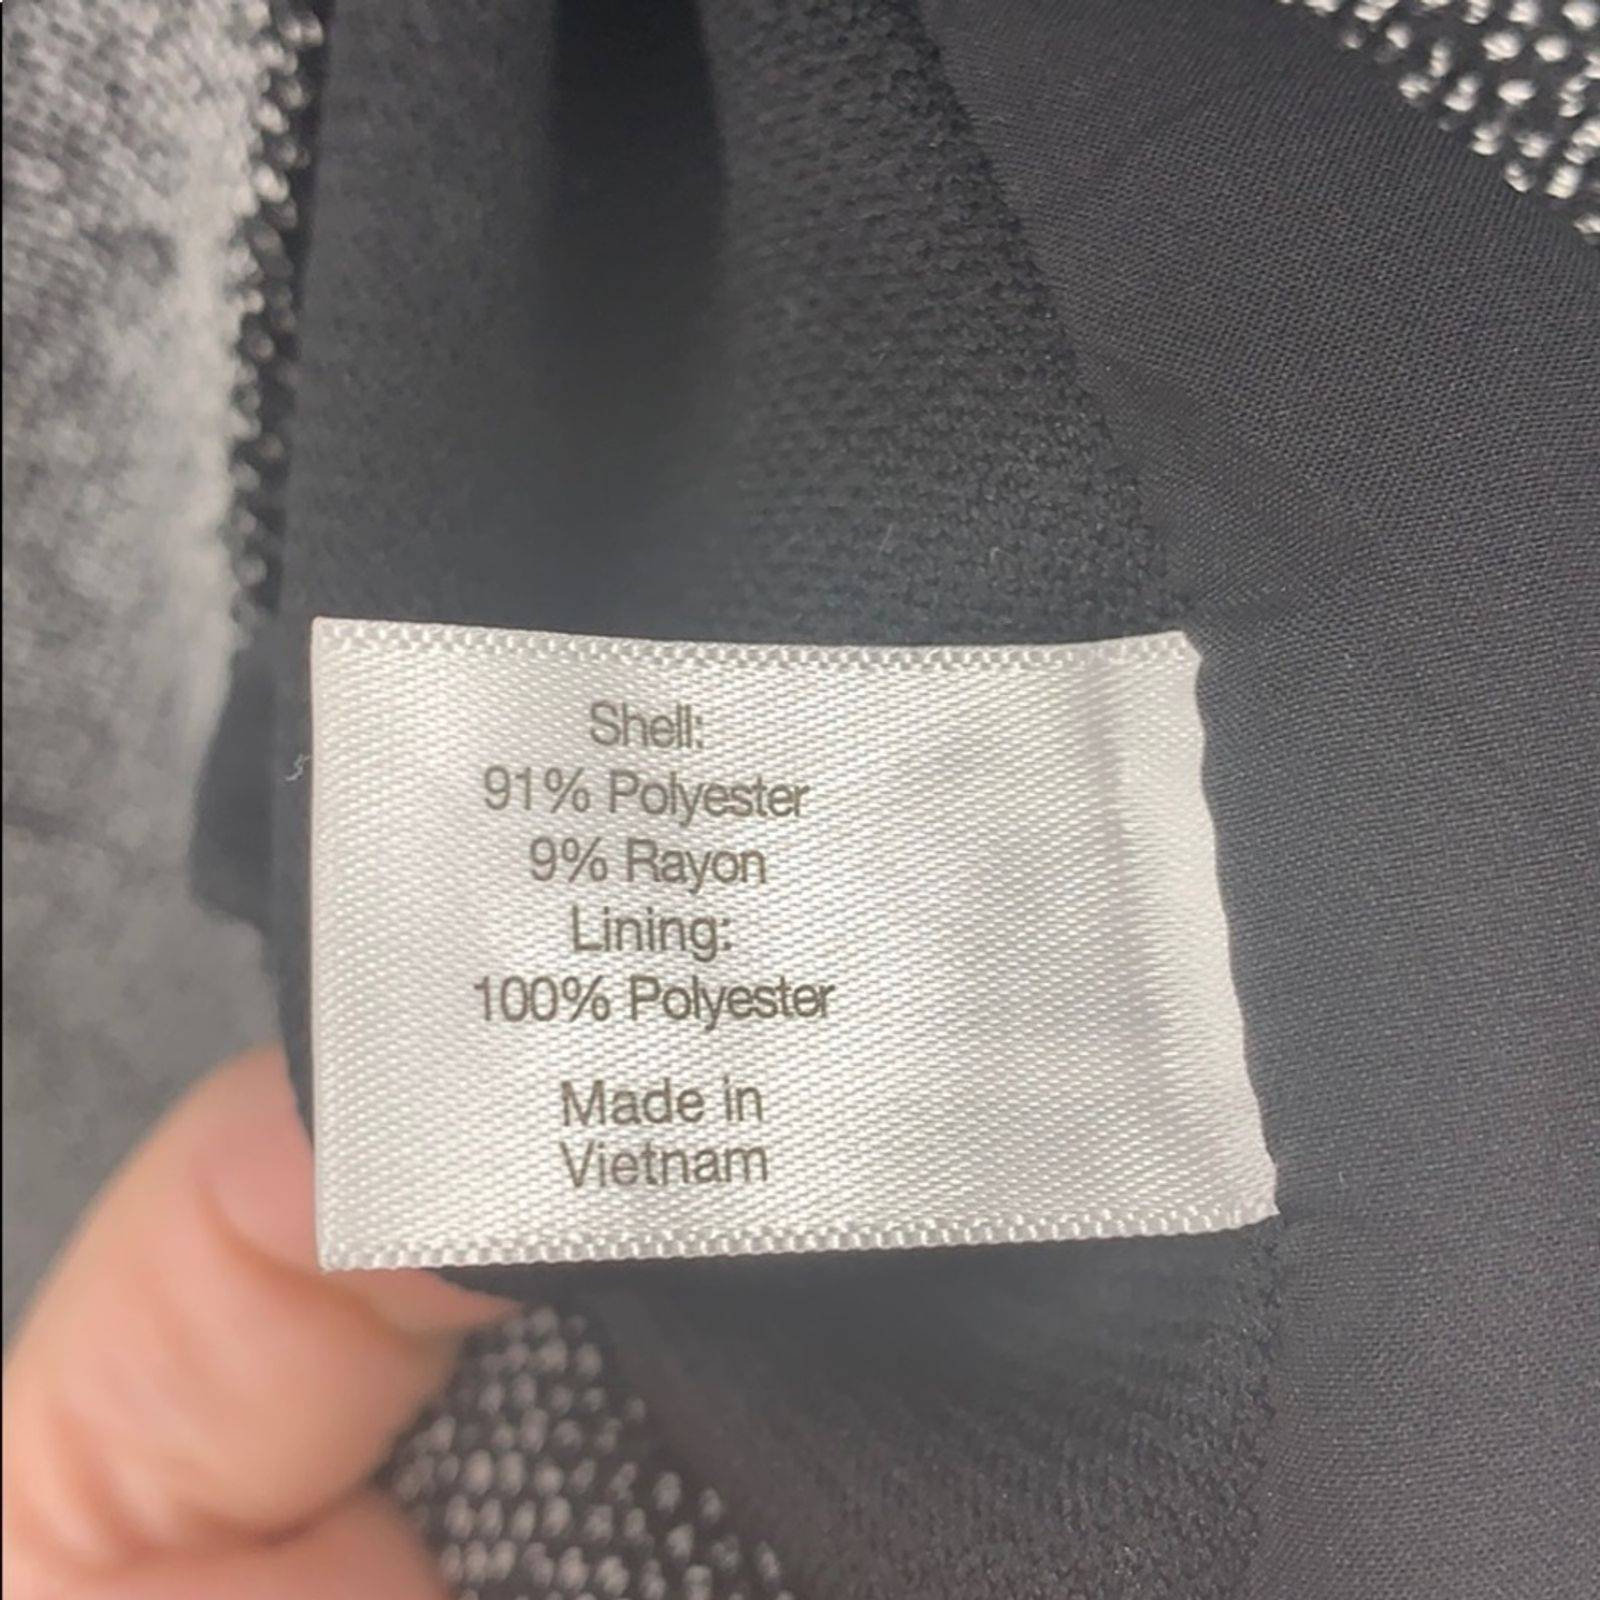 Shell:
91% Polyester
9% Rayon
Lining:
100% Polyester
Made in
Vietnam